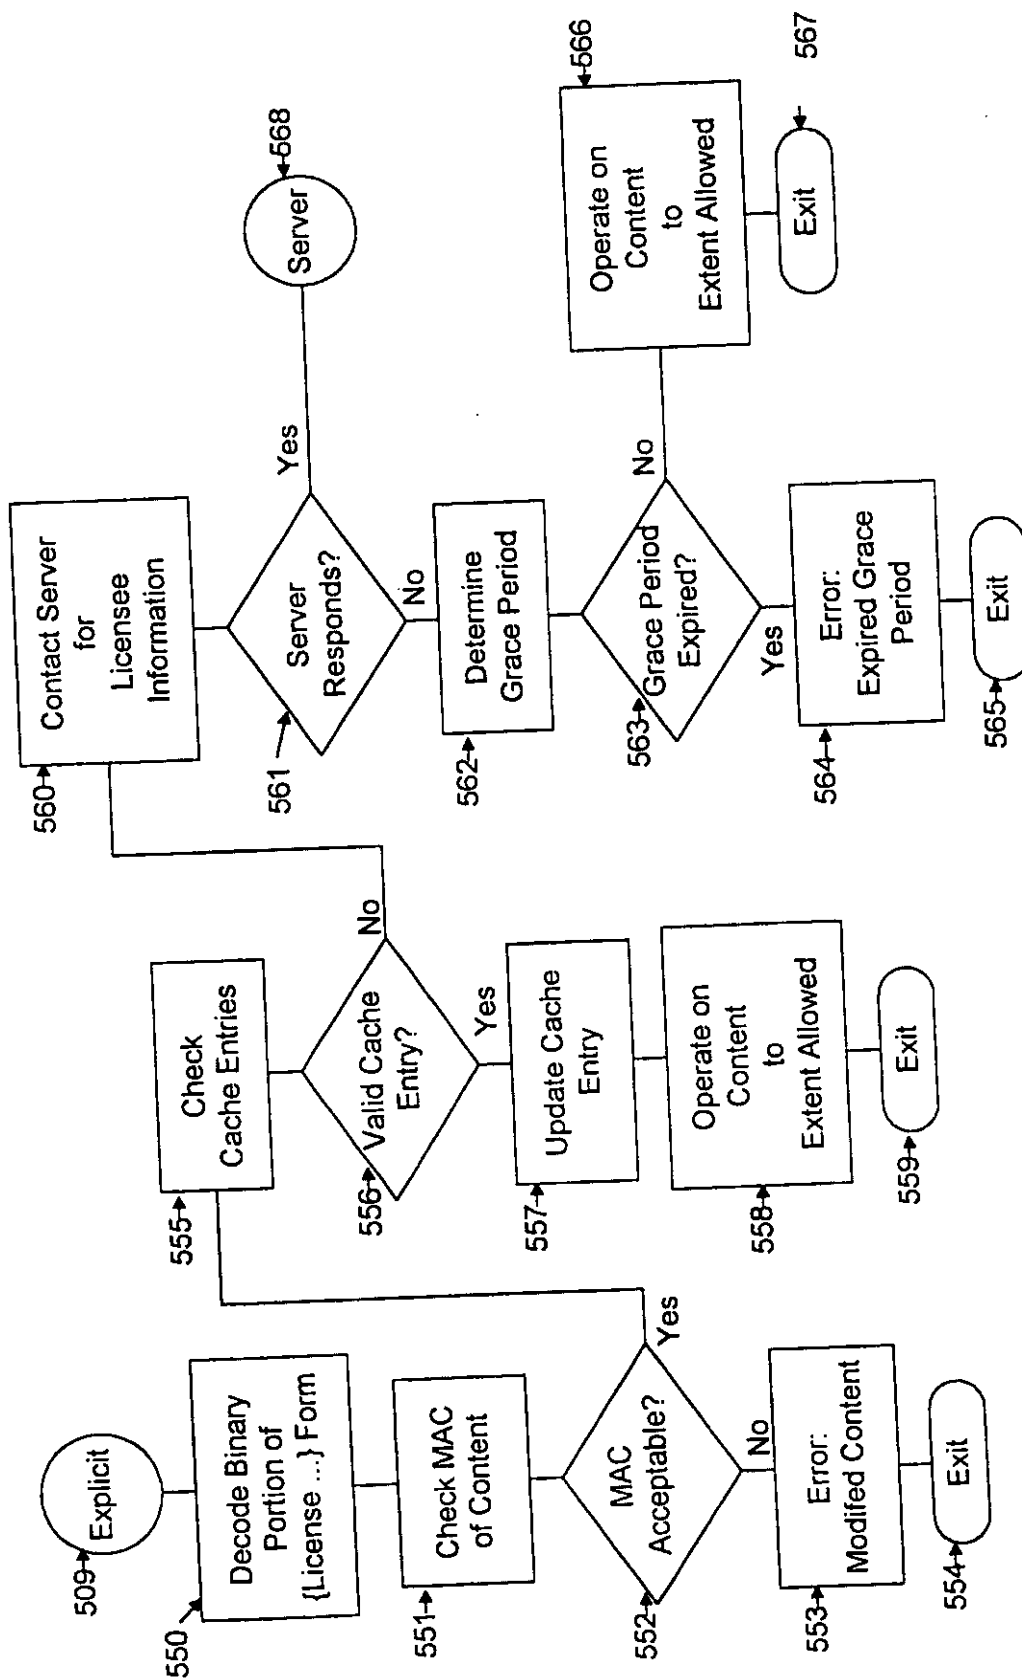 Explicit
509
Decode Binary
Portion of
{License ...} Form
550
Check MAC
of Content
551
MAC
Acceptable?
552
Yes
No
Error:
Modifed Content
553
Exit
554
Check
Cache Entries
555
Valid Cache
Entry?
556
No
Yes
Update Cache
Entry
557
Operate on
Content
to
Extent Allowed
558
Exit
559
Contact Server
for
Licensee
Information
560
Server
Responds?
561
Yes
Server
568
No
Determine
Grace Period
562
Grace Period
Expired?
563
No
Yes
Error:
Expired Grace
Period
564
Exit
565
Operate on
Content
to
Extent Allowed
566
Exit
567